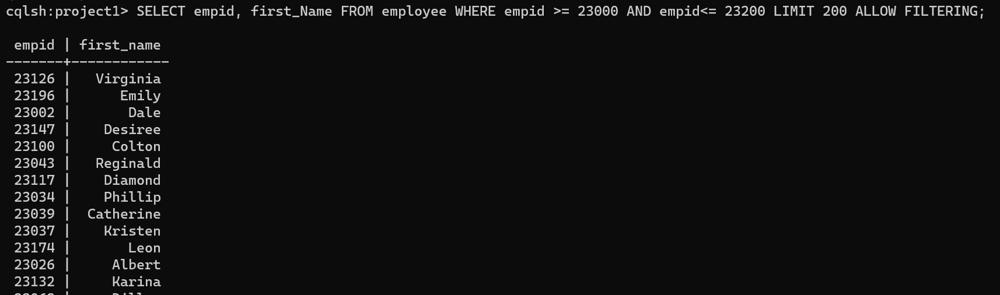 cqlsh:project1> SELECT empid, first_Name FROM employee WHERE empid >= 23000 AND empid<= 23200 LIMIT 200 ALLOW FILTERING;
empid | first_name
-------+------------
23126 | Virginia
23196 | Emily
23002 | Dale
23147 | Desiree
23100 | Colton
23043 | Reginald
23117 | Diamond
23034 | Phillip
23039 | Catherine
23037 | Kristen
23174 | Leon
23026 | Albert
23132 | Karina